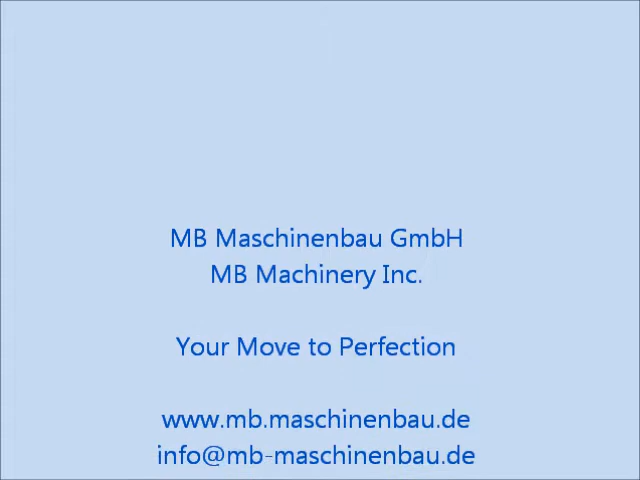 MB Maschinenbau GmbH
MB Machinery Inc.
Your Move to Perfection
www.mb.maschinenbau.de
info@mb-maschinenbau.de